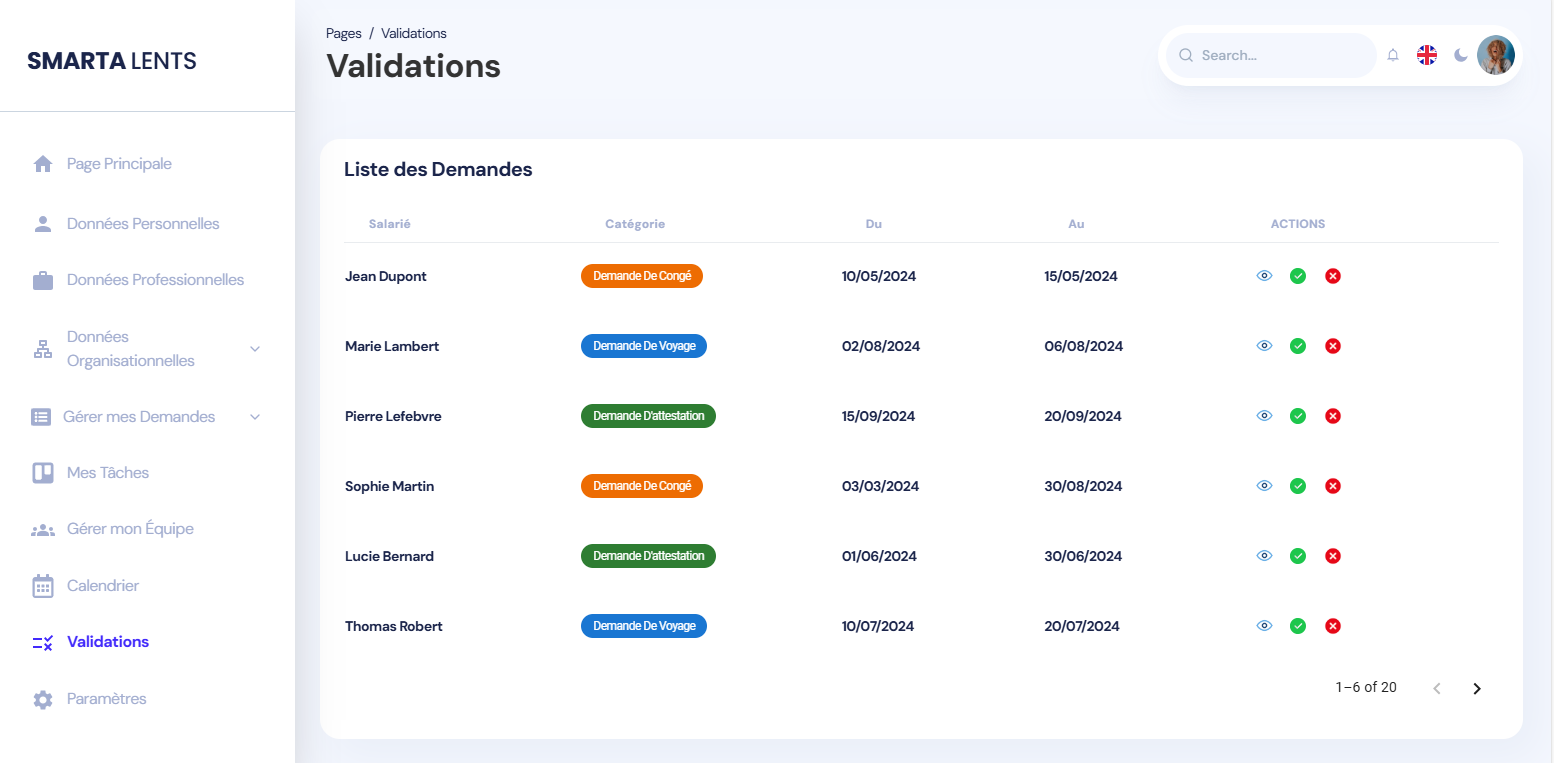 SMARTA LENTS
Page Principale
Données Personnelles
Données Professionnelles
Données
Organisationnelles
Gérer mes Demandes
Mes Tâches
Gérer mon Équipe
Calendrier
Validations
Paramètres
Pages / Validations
Validations
Search...
Liste des Demandes
Salarié Catégorie Du Au ACTIONS
Jean Dupont Demande De Congé 10/05/2024 15/05/2024
Marie Lambert Demande De Voyage 02/08/2024 06/08/2024
Pierre Lefebvre Demande D'attestation 15/09/2024 20/09/2024
Sophie Martin Demande De Congé 03/03/2024 30/08/2024
Lucie Bernard Demande D'attestation 01/06/2024 30/06/2024
Thomas Robert Demande De Voyage 10/07/2024 20/07/2024
1–6 of 20